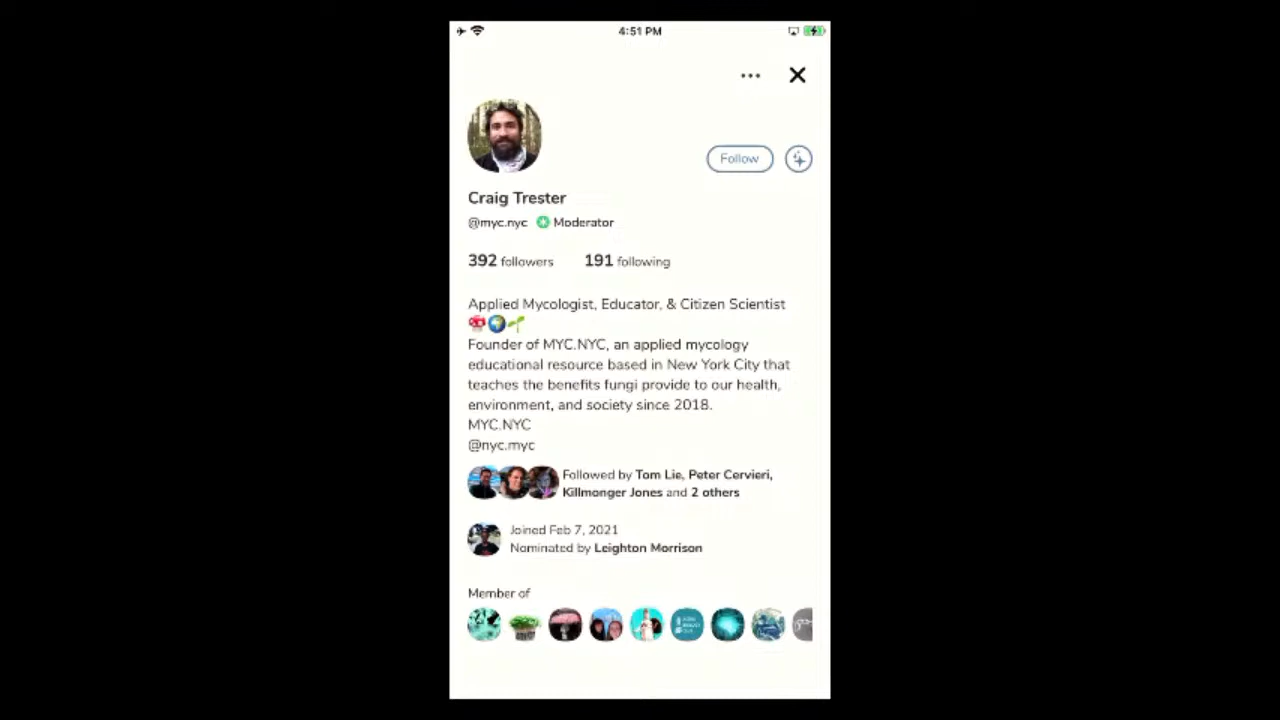 4:51 PM
Follow
Craig Trester
@myc.nyc Moderator
392 followers 191 following
Applied Mycologist, Educator, & Citizen Scientist
🍄🌍🌱
Founder of MYC.NYC, an applied mycology
educational resource based in New York City that
teaches the benefits fungi provide to our health,
environment, and society since 2018.
MYC.NYC
@nyc.myc
Followed by Tom Lie, Peter Cervieri,
Killmonger Jones and 2 others
Joined Feb 7, 2021
Nominated by Leighton Morrison
Member of